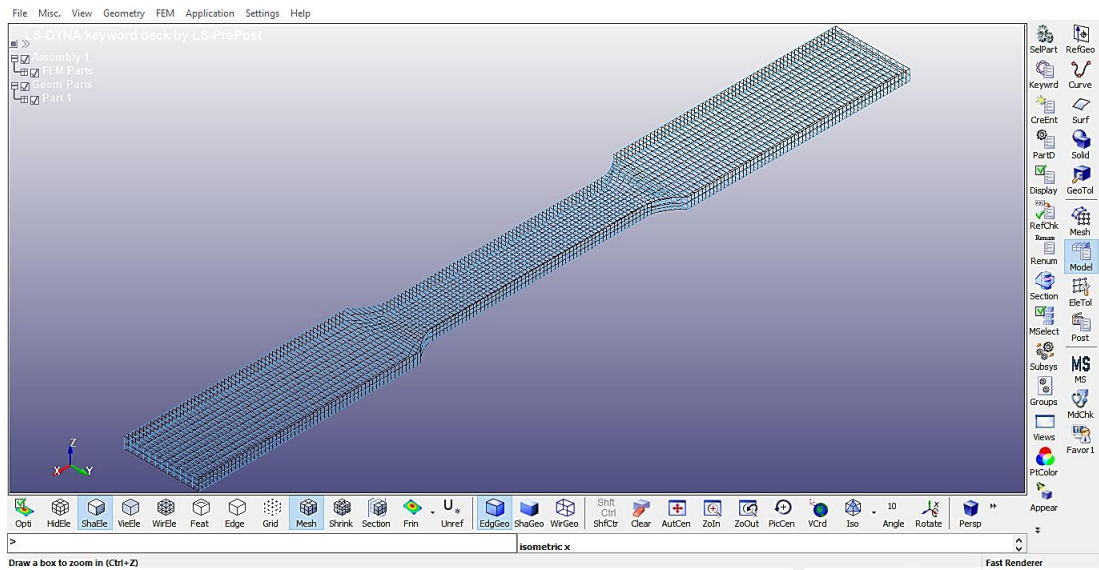 File Misc. View Geometry FEM Application Settings Help
LS-DYNA keyword deck by LS-PrePost
Assembly 1
FEM Parts
Geom Parts
Part 1
Z
X
Y
SelPart RefGeo
Keywrd Curve
CreEnt Surf
PartD Solid
Display GeoTol
RefChk Mesh
Renum
Renum Model
Section EleTol
MSelect Post
Subsys MS
MS
Groups MdChk
Views Favor1
PtColor
Appear
Opti HidEle ShaEle VieEle WirEle Feat Edge Grid Mesh Shrink Section Frin Unref EdgGeo ShaGeo WirGeo Shft Ctrl ShfCtr Clear AutCen ZoIn ZoOut PicCen VCrd Iso 10 Angle Rotate Persp
>
isometric x
Draw a box to zoom in (Ctrl+Z) Fast Renderer